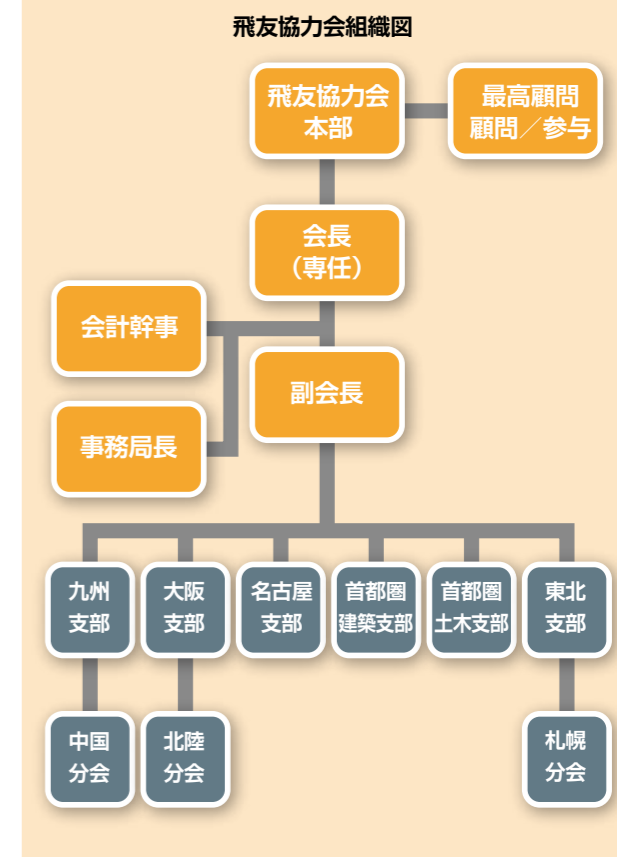 飛友協力会組織図
飛友協力会
本部
最高顧問
顧問／参与
会長
（専任）
会計幹事
副会長
事務局長
九州
支部
大阪
支部
名古屋
支部
首都圏
建築支部
首都圏
土木支部
東北
支部
中国
分会
北陸
分会
札幌
分会